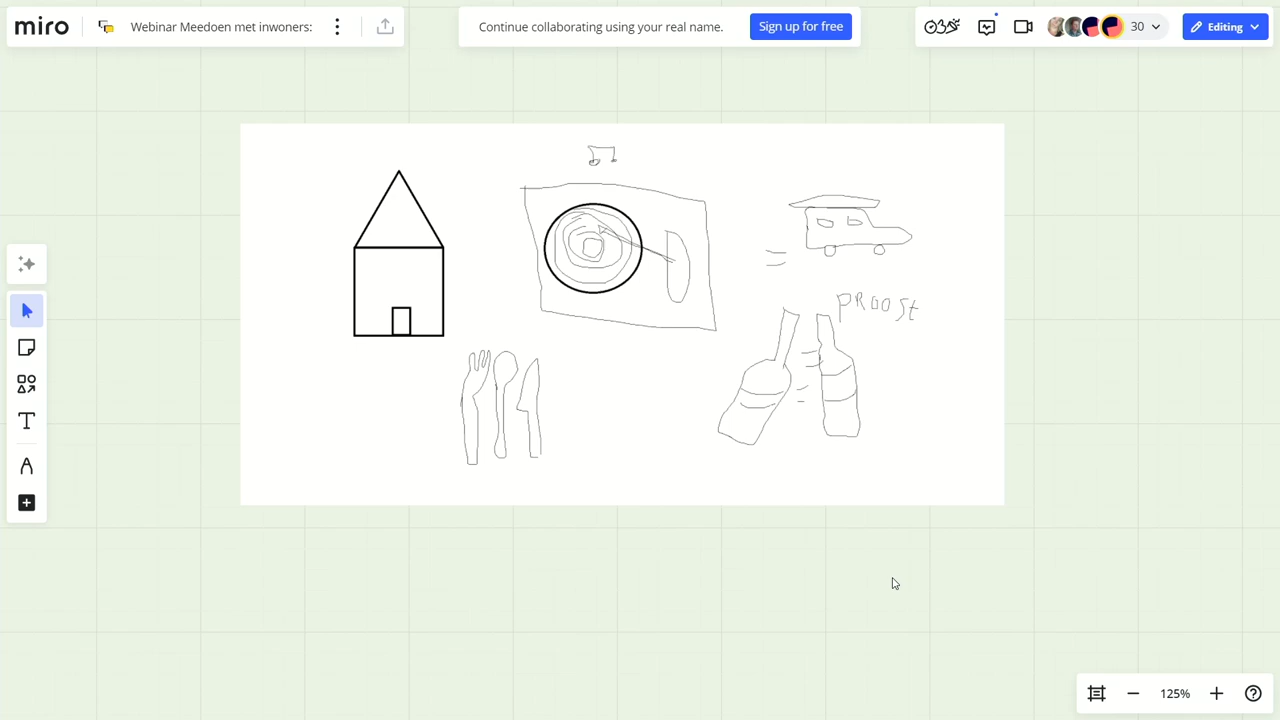 miro
Webinar Meedoen met inwoners:
Continue collaborating using your real name.
Sign up for free
30
Editing
PROOSt
T
125%